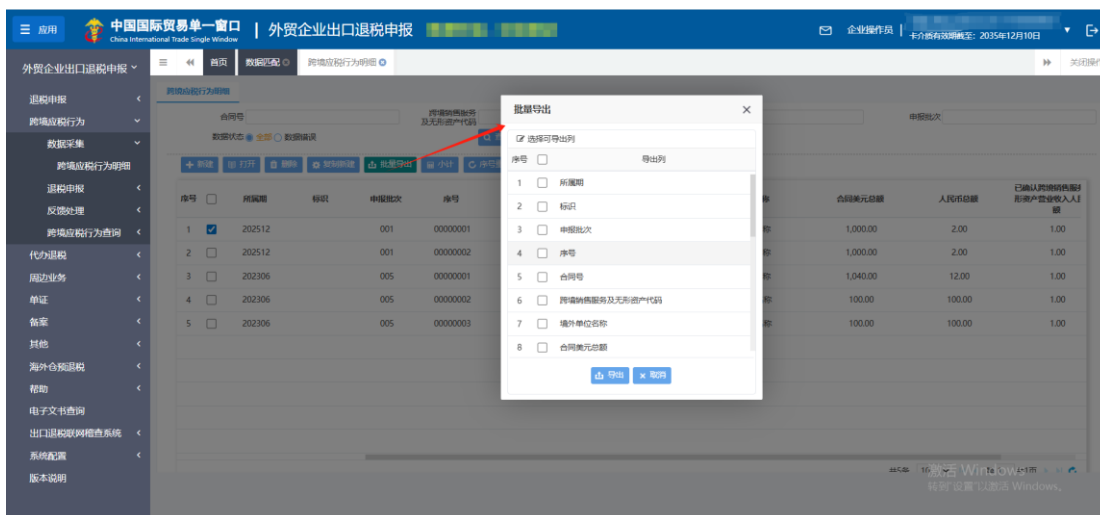 应用 中国国际贸易单一窗口 China International Trade Single Window | 外贸企业出口退税申报 企业操作员 | 卡介质有效期截至：2035年12月10日
外贸企业出口退税申报 首页 数据匹配 跨境应税行为明细 关闭操作
退税申报
跨境应税行为
数据采集
跨境应税行为明细
退税申报
反馈处理
跨境应税行为查询
代办退税
周边业务
单证
备案
其他
海外仓预退税
帮助
电子文书查询
出口退税联网稽查系统
系统配置
版本说明
跨境应税行为明细
合同号 跨境销售服务及无形资产代码 申报批次
数据状态 全部 数据错误
新建 打开 删除 复制新建 批量导出 小计
序号 所属期 标识 申报批次 序号 合同美元总额 人民币总额
1 202512 001 00000001 1,000.00 2.00 1.00
2 202512 001 00000002 1,000.00 2.00 1.00
3 202306 005 00000001 1,040.00 12.00 1.00
4 202306 005 00000002 100.00 100.00 1.00
5 202306 005 00000003 100.00 100.00 1.00
批量导出
选择可导出列
序号 导出列
1 所属期
2 标识
3 申报批次
4 序号
5 合同号
6 跨境销售服务及无形资产代码
7 境外单位名称
8 合同美元总额
导出 取消
共5条
激活 Windows
转到"设置"以激活 Windows。